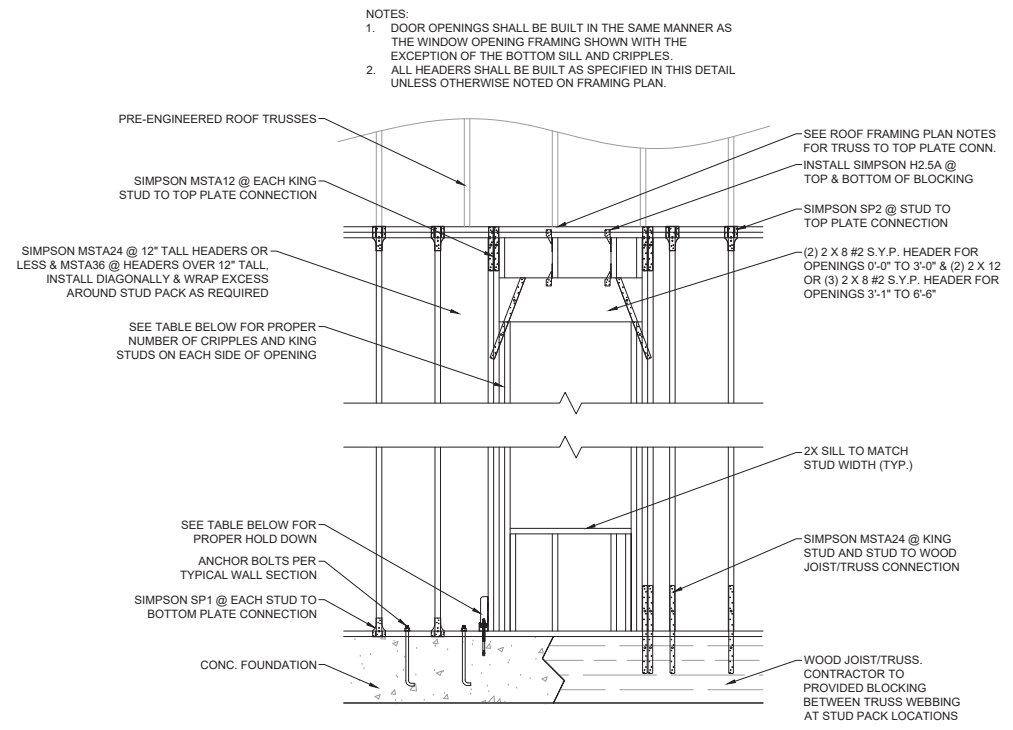 NOTES:
1. DOOR OPENINGS SHALL BE BUILT IN THE SAME MANNER AS
THE WINDOW OPENING FRAMING SHOWN WITH THE
EXCEPTION OF THE BOTTOM SILL AND CRIPPLES.
2. ALL HEADERS SHALL BE BUILT AS SPECIFIED IN THIS DETAIL
UNLESS OTHERWISE NOTED ON FRAMING PLAN.
PRE-ENGINEERED ROOF TRUSSES
SIMPSON MSTA12 @ EACH KING
STUD TO TOP PLATE CONNECTION
SIMPSON MSTA24 @ 12" TALL HEADERS OR
LESS & MSTA36 @ HEADERS OVER 12" TALL,
INSTALL DIAGONALLY & WRAP EXCESS
AROUND STUD PACK AS REQUIRED
SEE TABLE BELOW FOR PROPER
NUMBER OF CRIPPLES AND KING
STUDS ON EACH SIDE OF OPENING
SEE TABLE BELOW FOR
PROPER HOLD DOWN
ANCHOR BOLTS PER
TYPICAL WALL SECTION
SIMPSON SP1 @ EACH STUD TO
BOTTOM PLATE CONNECTION
CONC. FOUNDATION
SEE ROOF FRAMING PLAN NOTES
FOR TRUSS TO TOP PLATE CONN.
INSTALL SIMPSON H2.5A @
TOP & BOTTOM OF BLOCKING
SIMPSON SP2 @ STUD TO
TOP PLATE CONNECTION
(2) 2 X 8 #2 S.Y.P. HEADER FOR
OPENINGS 0'-0" TO 3'-0" & (2) 2 X 12
OR (3) 2 X 8 #2 S.Y.P. HEADER FOR
OPENINGS 3'-1" TO 6'-6"
2X SILL TO MATCH
STUD WIDTH (TYP.)
SIMPSON MSTA24 @ KING
STUD AND STUD TO WOOD
JOIST/TRUSS CONNECTION
WOOD JOIST/TRUSS.
CONTRACTOR TO
PROVIDED BLOCKING
BETWEEN TRUSS WEBBING
AT STUD PACK LOCATIONS